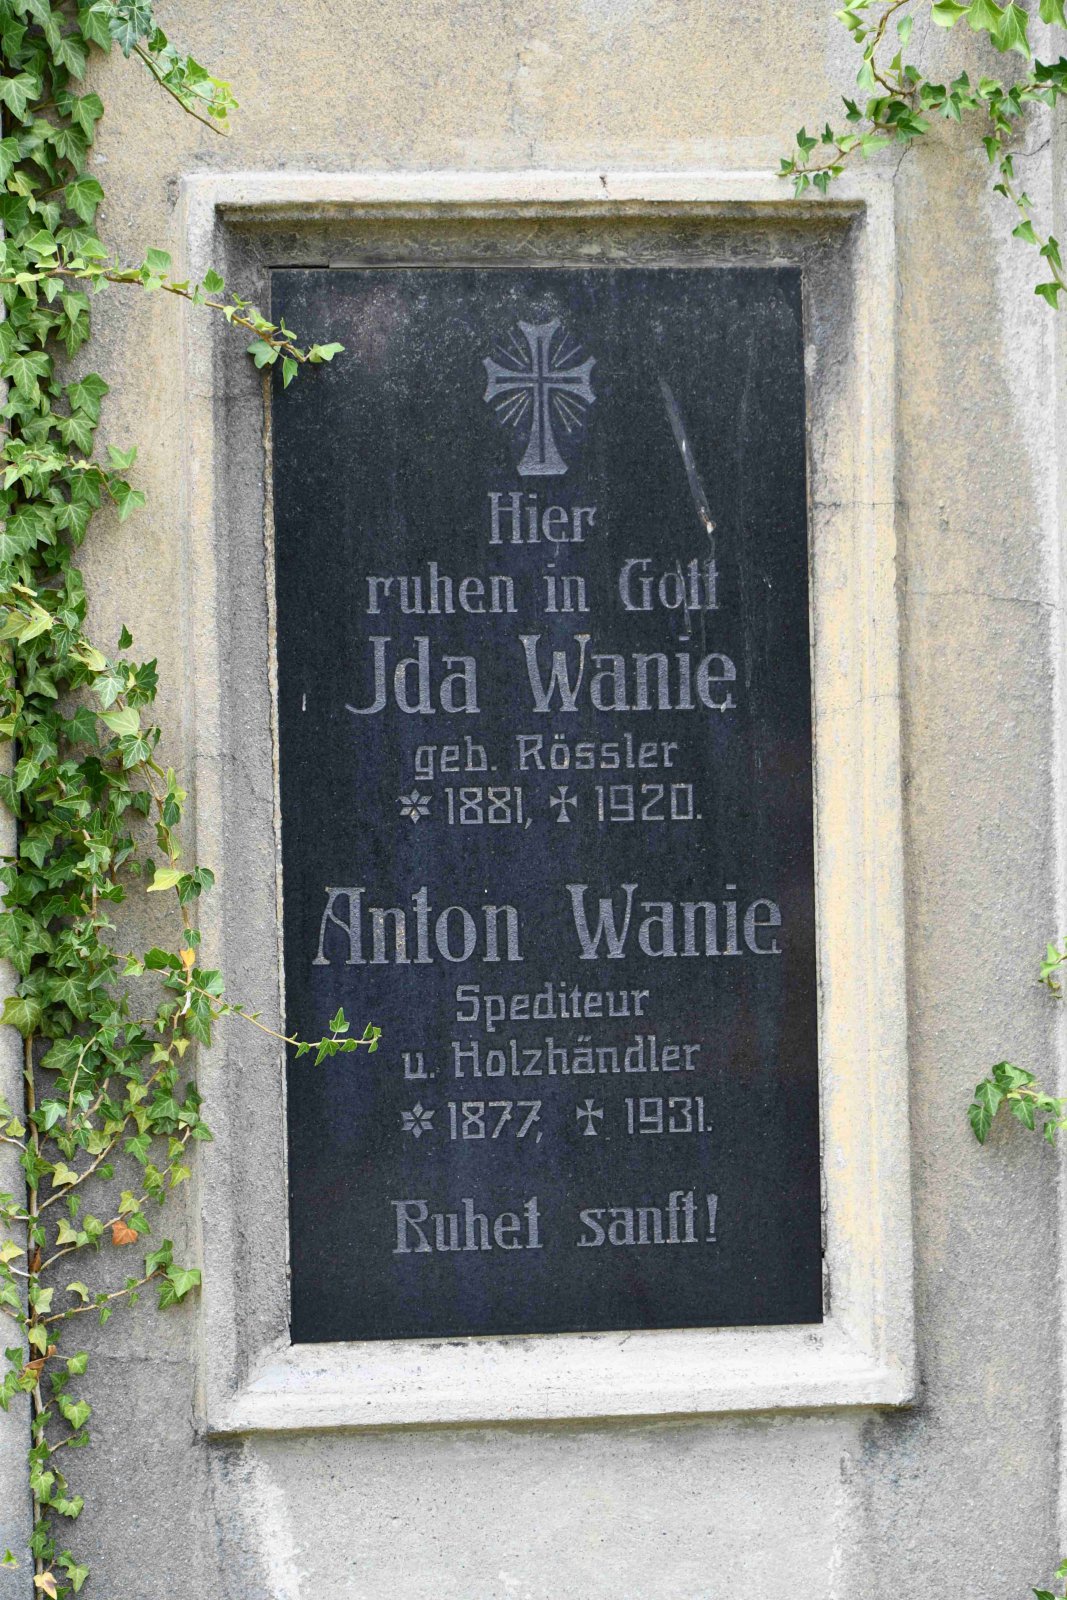 Hier
ruhen in Gott
Jda Wanie
geb. Rössler
* 1881, ✝ 1920.
Anton Wanie
Spediteur
u. Holzhändler
* 1877, ✝ 1931.
Ruhet sanft!